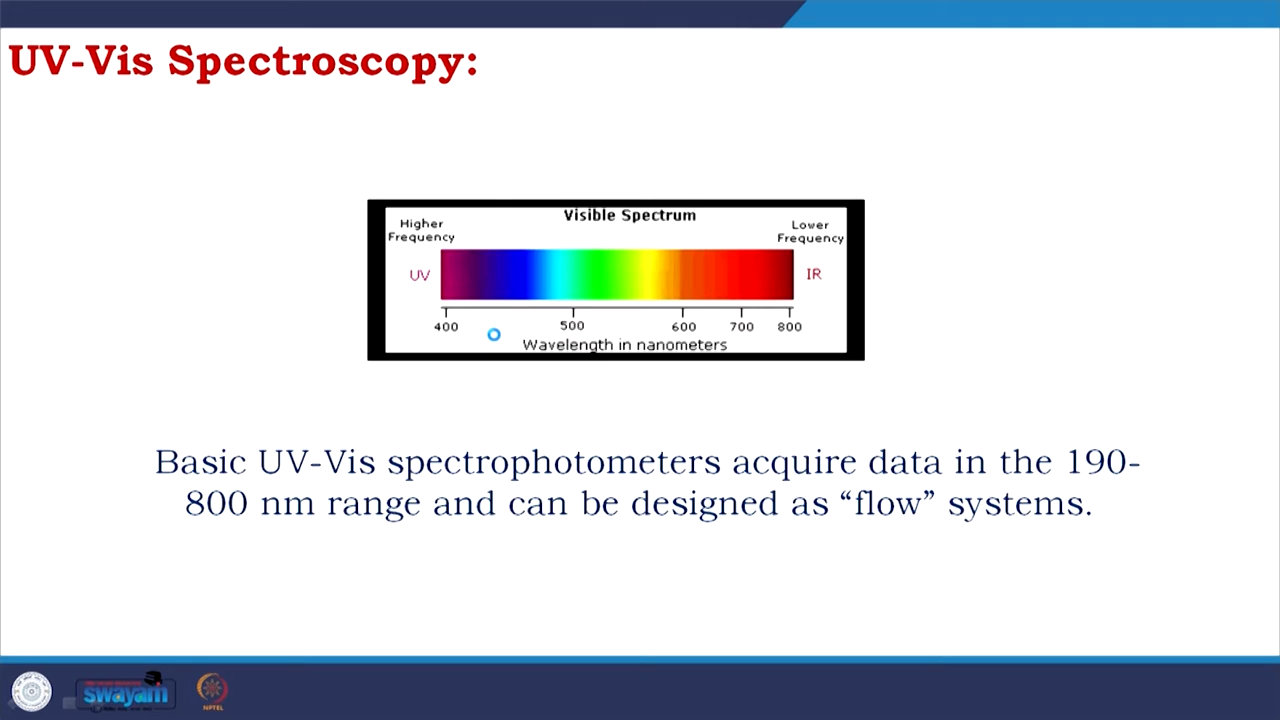 UV-Vis Spectroscopy:
Visible Spectrum
Higher
Frequency
Lower
Frequency
UV
IR
400 500 600 700 800
Wavelength in nanometers
Basic UV-Vis spectrophotometers acquire data in the 190-
800 nm range and can be designed as “flow” systems.
swayam
NPTEL